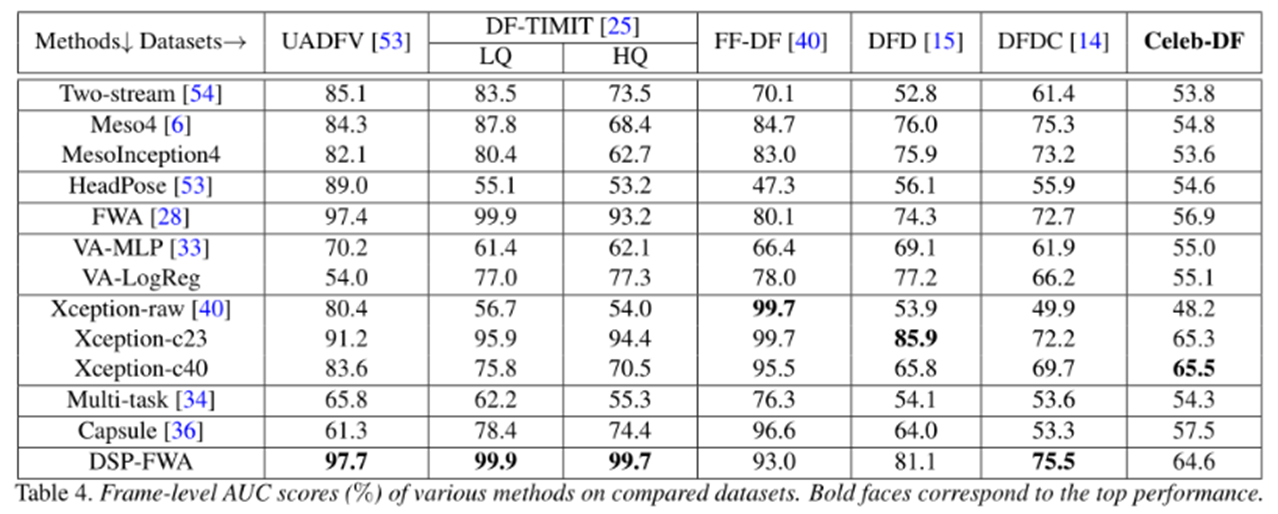 Methods↓ Datasets→ UADFV [53] DF-TIMIT [25] FF-DF [40] DFD [15] DFDC [14] Celeb-DF
LQ HQ
Two-stream [54] 85.1 83.5 73.5 70.1 52.8 61.4 53.8
Meso4 [6] 84.3 87.8 68.4 84.7 76.0 75.3 54.8
MesoInception4 82.1 80.4 62.7 83.0 75.9 73.2 53.6
HeadPose [53] 89.0 55.1 53.2 47.3 56.1 55.9 54.6
FWA [28] 97.4 99.9 93.2 80.1 74.3 72.7 56.9
VA-MLP [33] 70.2 61.4 62.1 66.4 69.1 61.9 55.0
VA-LogReg 54.0 77.0 77.3 78.0 77.2 66.2 55.1
Xception-raw [40] 80.4 56.7 54.0 99.7 53.9 49.9 48.2
Xception-c23 91.2 95.9 94.4 99.7 85.9 72.2 65.3
Xception-c40 83.6 75.8 70.5 95.5 65.8 69.7 65.5
Multi-task [34] 65.8 62.2 55.3 76.3 54.1 53.6 54.3
Capsule [36] 61.3 78.4 74.4 96.6 64.0 53.3 57.5
DSP-FWA 97.7 99.9 99.7 93.0 81.1 75.5 64.6
Table 4. Frame-level AUC scores (%) of various methods on compared datasets. Bold faces correspond to the top performance.